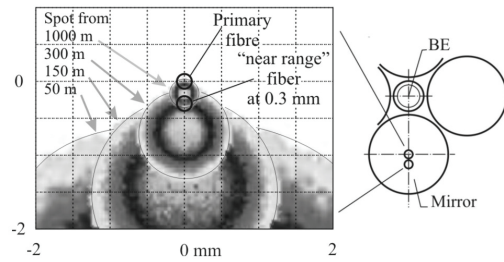 Spot from
1000 m
300 m
150 m
50 m
Primary
fibre
“near range”
fiber
at 0.3 mm
0
-2
-2
0 mm
2
BE
Mirror